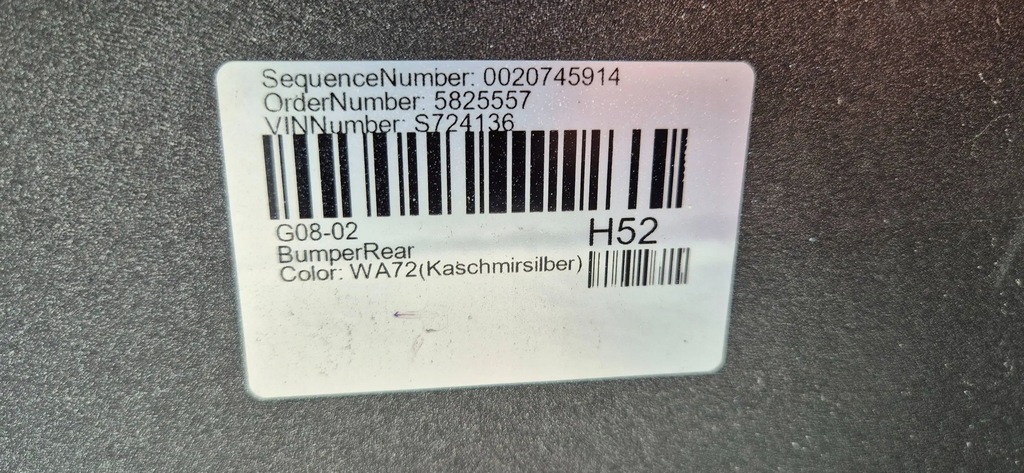 SequenceNumber: 0020745914
OrderNumber: 5825557
VINNumber: S724136
G08-02
H52
BumperRear
Color: WA72(Kaschmirsilber)